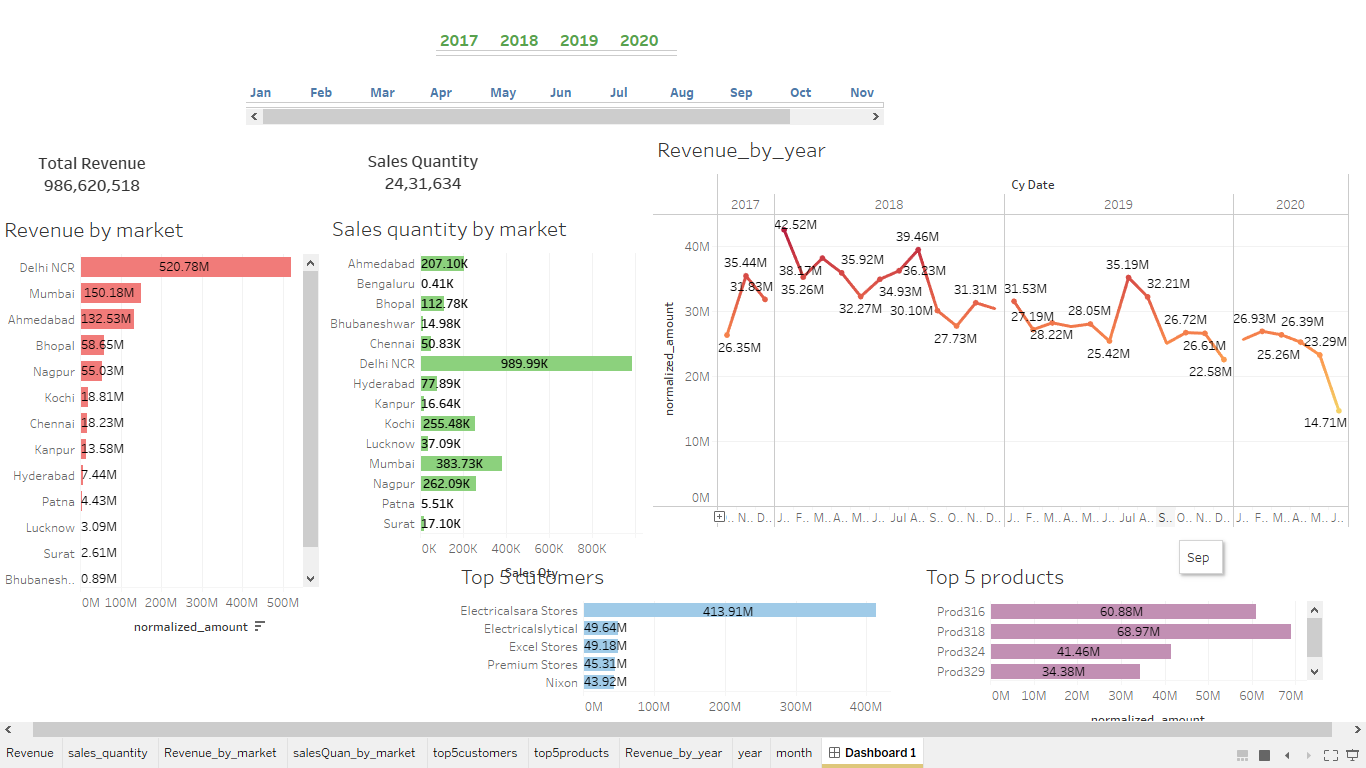 2017 2018 2019 2020
Jan Feb Mar Apr May Jun Jul Aug Sep Oct Nov
Total Revenue
986,620,518
Sales Quantity
24,31,634
Revenue by market
Delhi NCR 520.78M
Mumbai 150.18M
Ahmedabad 132.53M
Bhopal 58.65M
Nagpur 55.03M
Kochi 18.81M
Chennai 18.23M
Kanpur 13.58M
Hyderabad 7.44M
Patna 4.43M
Lucknow 3.09M
Surat 2.61M
Bhubanesh.. 0.89M
0M 100M 200M 300M 400M 500M
normalized_amount
Sales quantity by market
Ahmedabad 207.10K
Bengaluru 0.41K
Bhopal 112.78K
Bhubaneshwar 14.98K
Chennai 50.83K
Delhi NCR 989.99K
Hyderabad 77.89K
Kanpur 16.64K
Kochi 255.48K
Lucknow 37.09K
Mumbai 383.73K
Nagpur 262.09K
Patna 5.51K
Surat 17.10K
0K 200K 400K 600K 800K
Sales Qty
Revenue_by_year
Cy Date
2017 2018 2019 2020
normalized_amount
40M
30M
20M
10M
0M
26.35M 35.44M 31.83M
42.52M 35.26M 38.17M 35.92M 32.27M 34.93M 36.23M 39.46M 30.10M 27.73M 31.31M
31.53M 27.19M 28.22M 28.05M 25.42M 35.19M 32.21M 26.72M 26.61M 22.58M
26.93M 26.39M 25.26M 23.29M 14.71M
N.. D.. J.. F.. M.. A.. M.. J.. Jul A.. S.. O.. N.. D.. J.. F.. M.. A.. M.. J.. Jul A.. S.. O.. N.. D.. J.. F.. M.. A.. M.. J..
Sep
Top 5 cutomers
Electricalsara Stores 413.91M
Electricalslytical 49.64M
Excel Stores 49.18M
Premium Stores 45.31M
Nixon 43.92M
0M 100M 200M 300M 400M
Top 5 products
Prod316 60.88M
Prod318 68.97M
Prod324 41.46M
Prod329 34.38M
0M 10M 20M 30M 40M 50M 60M 70M
normalized_amount
Revenue sales_quantity Revenue_by_market salesQuan_by_market top5customers top5products Revenue_by_year year month Dashboard 1